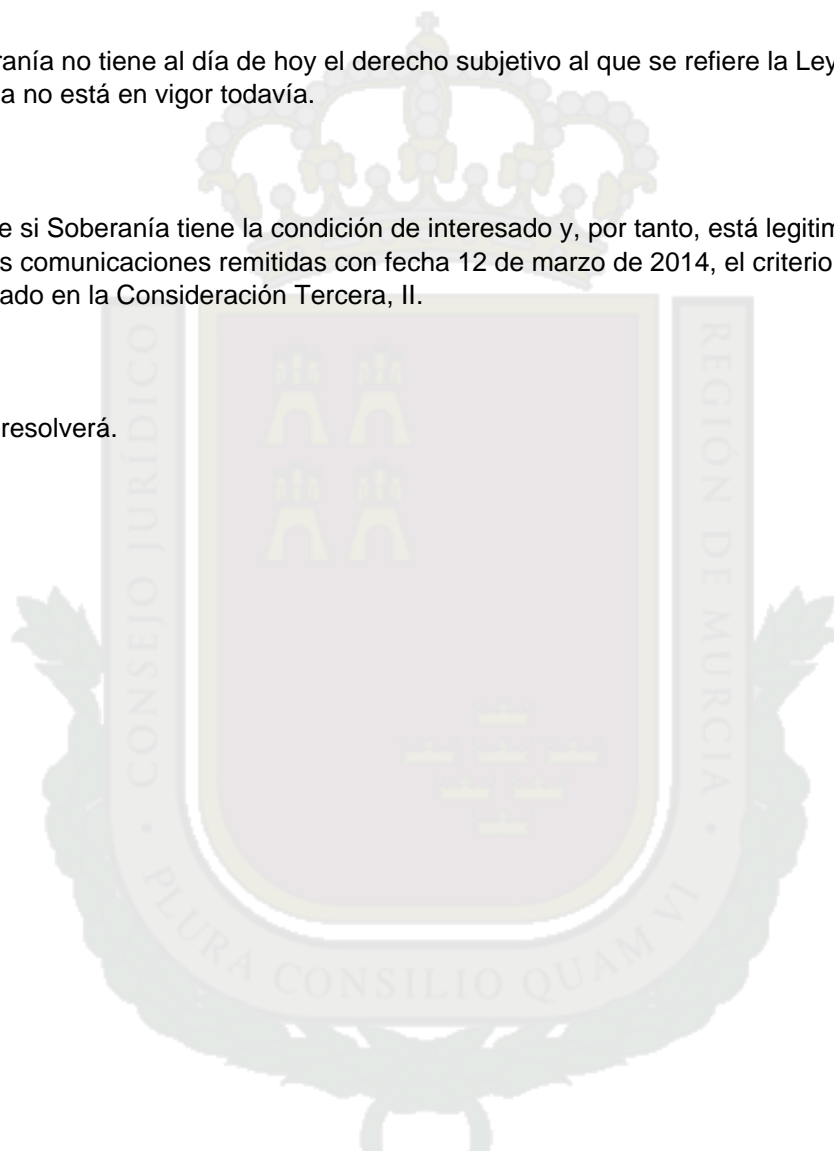 ranía no tiene al día de hoy el derecho subjetivo al que se refiere la Ley
a no está en vigor todavía.
e si Soberanía tiene la condición de interesado y, por tanto, está legitim
s comunicaciones remitidas con fecha 12 de marzo de 2014, el criterio
ado en la Consideración Tercera, II.
resolverá.
CONSEJO JURÍDICO
REGIÓN DE MURCIA
PLURA CONSILIO QUAM VI